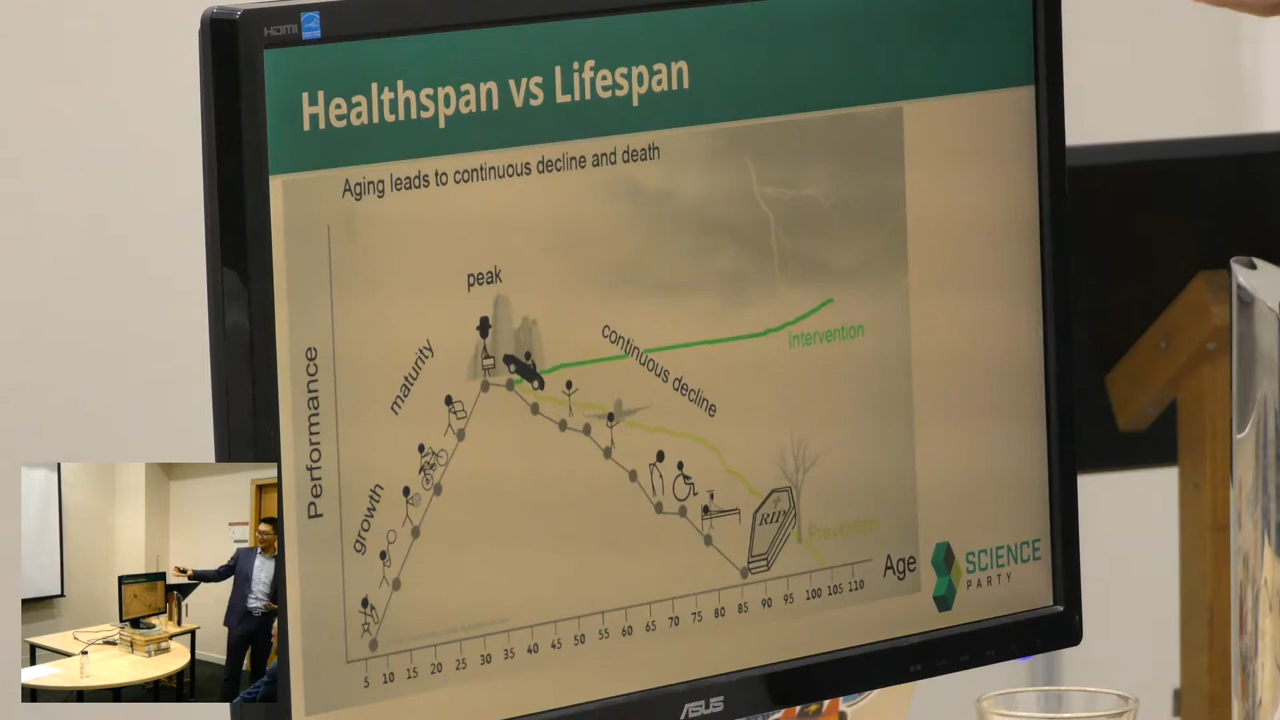 HDMI
Healthspan vs Lifespan
Aging leads to continuous decline and death
peak
maturity
growth
continuous decline
Intervention
Prevention
RIP
Performance
Age
5 10 15 20 25 30 35 40 45 50 55 60 65 70 75 80 85 90 95 100 105 110
SCIENCE
PARTY
ASUS